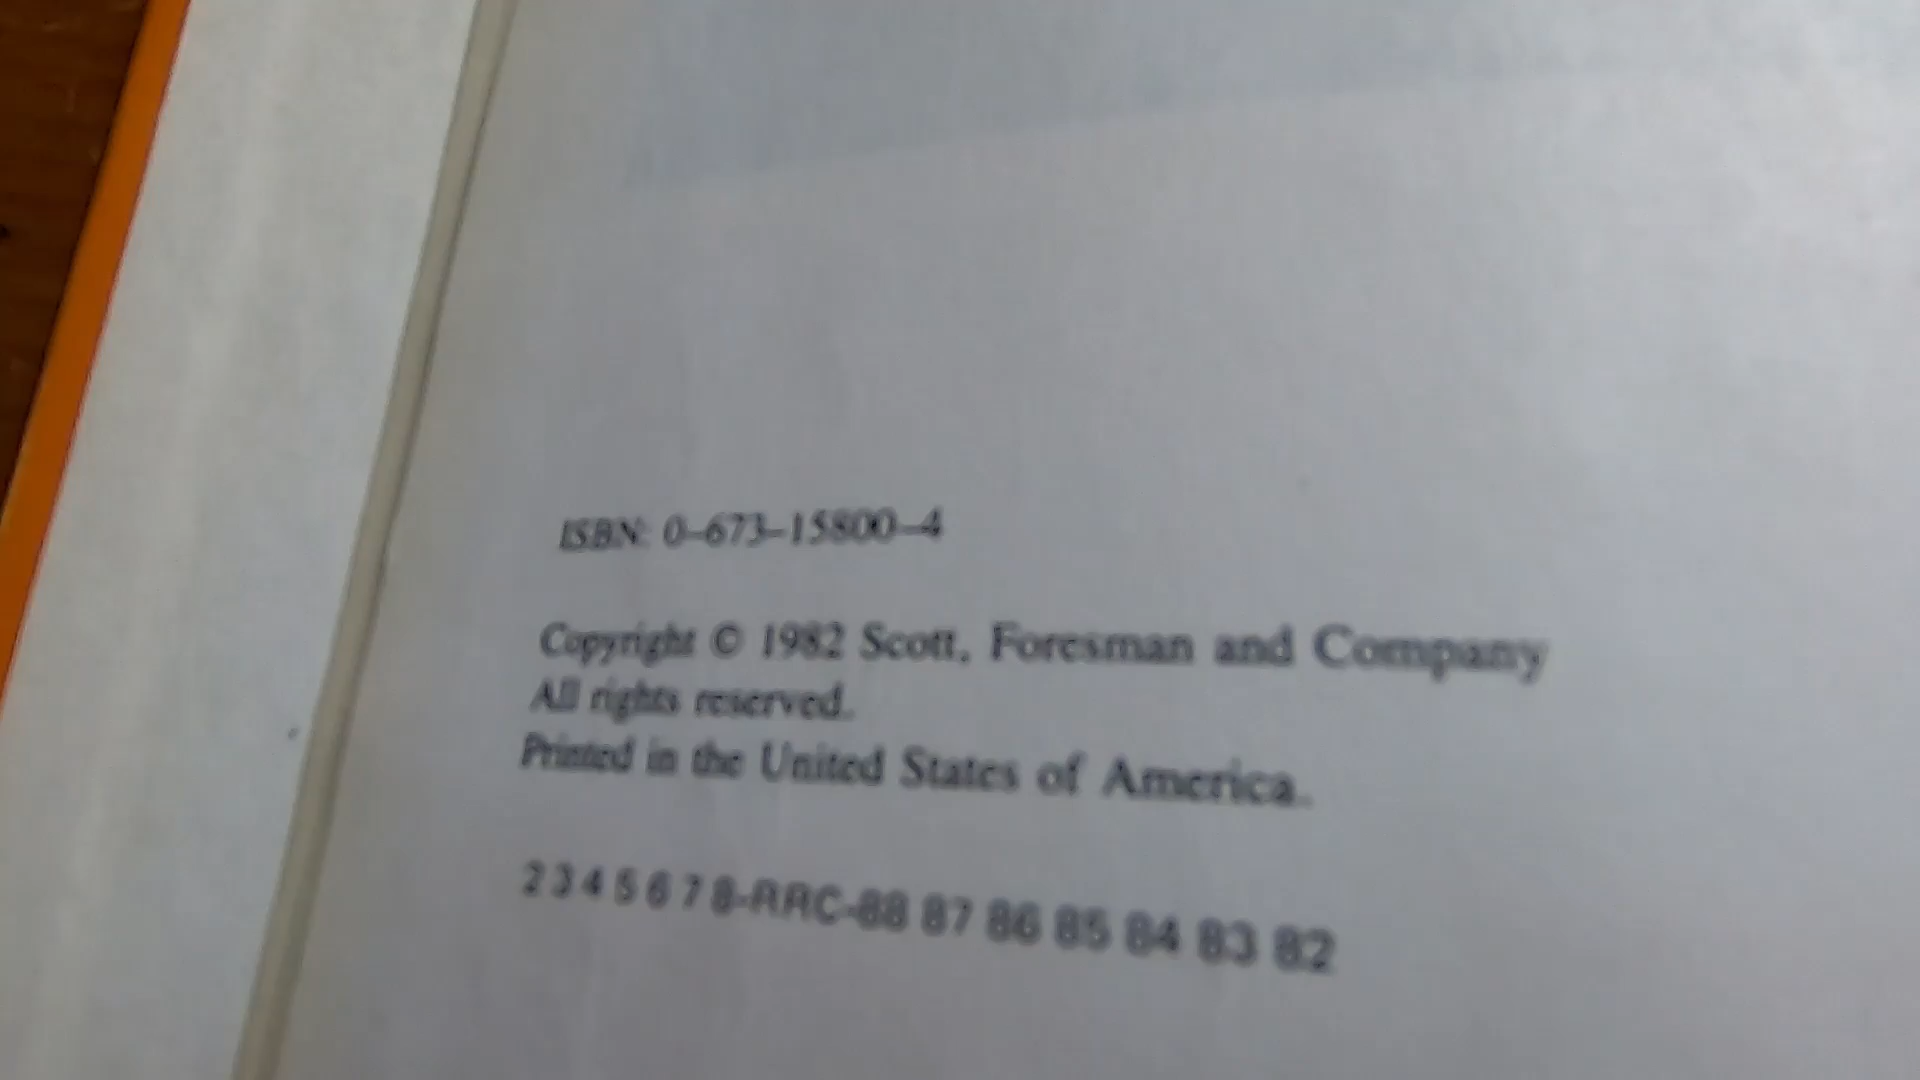 ISBN: 0-673-15800-4
Copyright © 1982 Scott, Foresman and Company
All rights reserved.
Printed in the United States of America.
2 3 4 5 6 7 8-RRC-88 87 86 85 84 83 82